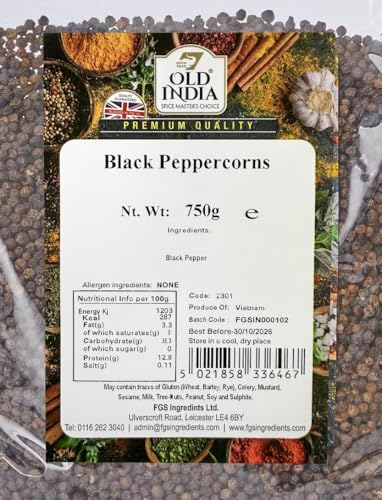 OLD
INDIA
SPICE MASTER'S CHOICE
PREMIUM QUALITY
Black Peppercorns
Nt. Wt: 750g e
Ingredients:
Black Pepper
Allergen ingredients: NONE
Nutritional Info per 100g
Energy Kj 1203
Kcal 287
Fat(g) 3.3
of which saturates(g)
Carbohydrate(g)
of which sugar(g) 0
Protein(g) 12.8
Salt(g) 0.11
Code: 2301
Produce Of: Vietnam
Batch Code: FGSIN000102
Best Before-30/10/2026
Store in a cool, dry place
5 021858 336467
May contain traces of Gluten (Wheat, Barley, Rye), Celery, Mustard,
Sesame, Milk, Tree-Nuts, Peanut, Soy and Sulphite.
FGS Ingredints Ltd.
Ulverscroft Road, Leicester LE4 6BY
Tel: 0116 262 3040 | admin@fgsingredients.com | www.fgsingredients.com